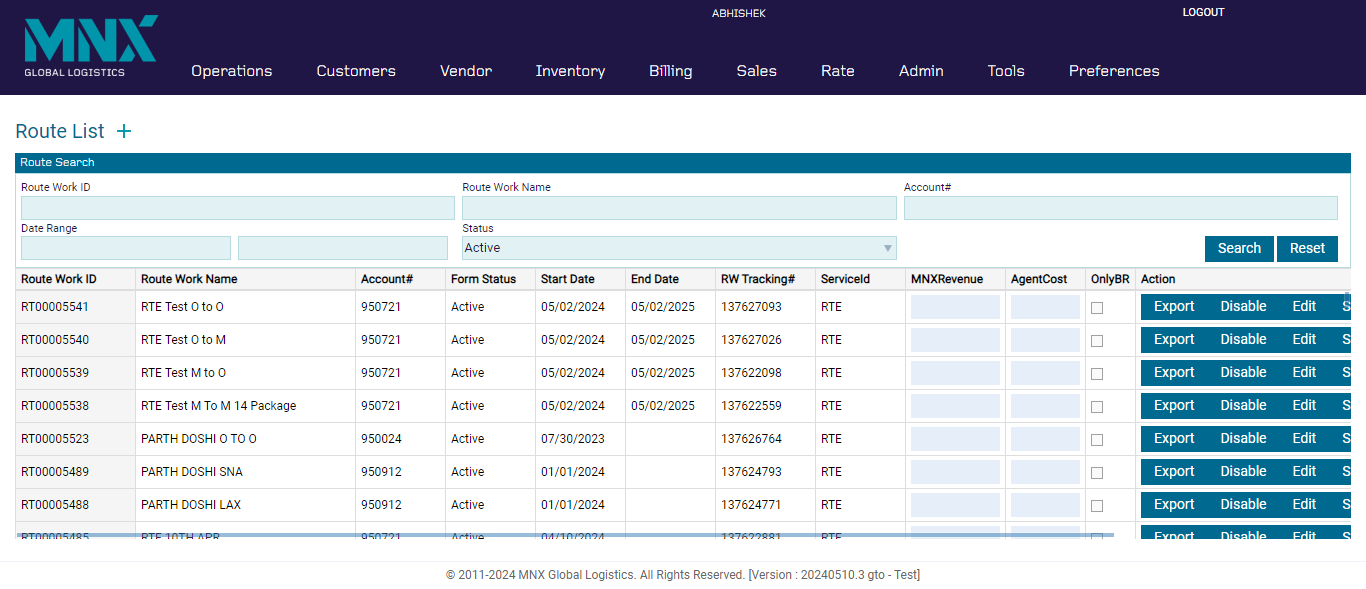 ABHISHEK LOGOUT
MNX
GLOBAL LOGISTICS
Operations Customers Vendor Inventory Billing Sales Rate Admin Tools Preferences
Route List +
Route Search
Route Work ID Route Work Name Account#
Date Range Status
Active Search Reset
Route Work ID Route Work Name Account# Form Status Start Date End Date RW Tracking# ServiceId MNXRevenue AgentCost OnlyBR Action
RT00005541 RTE Test O to O 950721 Active 05/02/2024 05/02/2025 137627093 RTE Export Disable Edit S
RT00005540 RTE Test O to M 950721 Active 05/02/2024 05/02/2025 137627026 RTE Export Disable Edit S
RT00005539 RTE Test M to O 950721 Active 05/02/2024 05/02/2025 137622098 RTE Export Disable Edit S
RT00005538 RTE Test M To M 14 Package 950721 Active 05/02/2024 05/02/2025 137622559 RTE Export Disable Edit S
RT00005523 PARTH DOSHI O TO O 950024 Active 07/30/2023 137626764 RTE Export Disable Edit S
RT00005489 PARTH DOSHI SNA 950912 Active 01/01/2024 137624793 RTE Export Disable Edit S
RT00005488 PARTH DOSHI LAX 950912 Active 01/01/2024 137624771 RTE Export Disable Edit S
RT00005485 RTE 10TH APR 950721 Active 04/10/2024 137622881 RTE Export Disable Edit S
© 2011-2024 MNX Global Logistics. All Rights Reserved. [Version : 20240510.3 gto - Test]